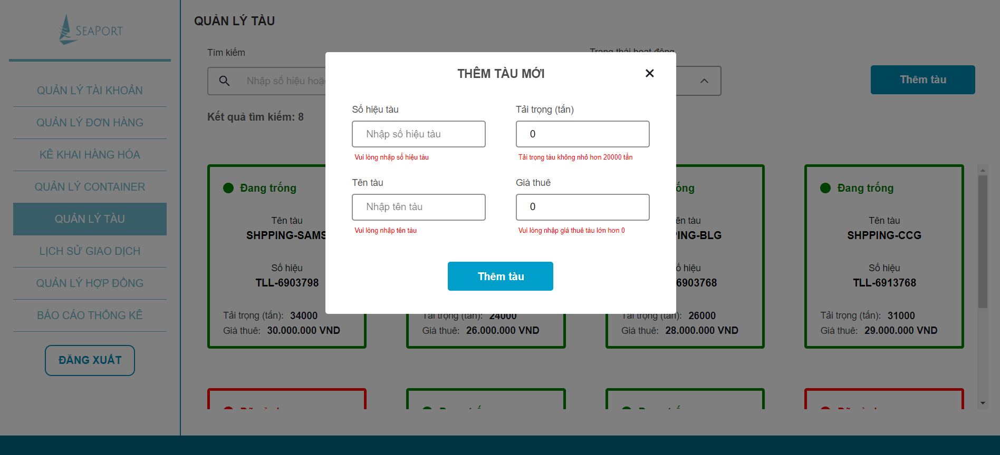 SEAPORT
QUẢN LÝ TÀI KHOẢN
QUẢN LÝ ĐƠN HÀNG
KÊ KHAI HÀNG HÓA
QUẢN LÝ CONTAINER
QUẢN LÝ TÀU
LỊCH SỬ GIAO DỊCH
QUẢN LÝ HỢP ĐỒNG
BÁO CÁO THỐNG KÊ
ĐĂNG XUẤT
QUẢN LÝ TÀU
Tìm kiếm
Trạng thái hoạt động
Nhập số hiệu hoặc
Thêm tàu
Kết quả tìm kiếm: 8
THÊM TÀU MỚI
Số hiệu tàu
Tải trọng (tấn)
Nhập số hiệu tàu
0
Vui lòng nhập số hiệu tàu
Tải trọng tàu không nhỏ hơn 20000 tấn
Tên tàu
Giá thuê
Nhập tên tàu
0
Vui lòng nhập tên tàu
Vui lòng nhập giá thuê tàu lớn hơn 0
Thêm tàu
Đang trống
Tên tàu
SHPPING-SAMS
Số hiệu
TLL-6903798
Tải trọng (tấn): 34000
Giá thuê: 30.000.000 VND
Tải trọng (tấn): 24000
Giá thuê: 26.000.000 VND
ống
ên tàu
PING-BLG
ố hiệu
6903768
Tải trọng (tấn): 26000
Giá thuê: 28.000.000 VND
Đang trống
Tên tàu
SHPPING-CCG
Số hiệu
TLL-6913768
Tải trọng (tấn): 31000
Giá thuê: 29.000.000 VND
Đang trống
Đang trống